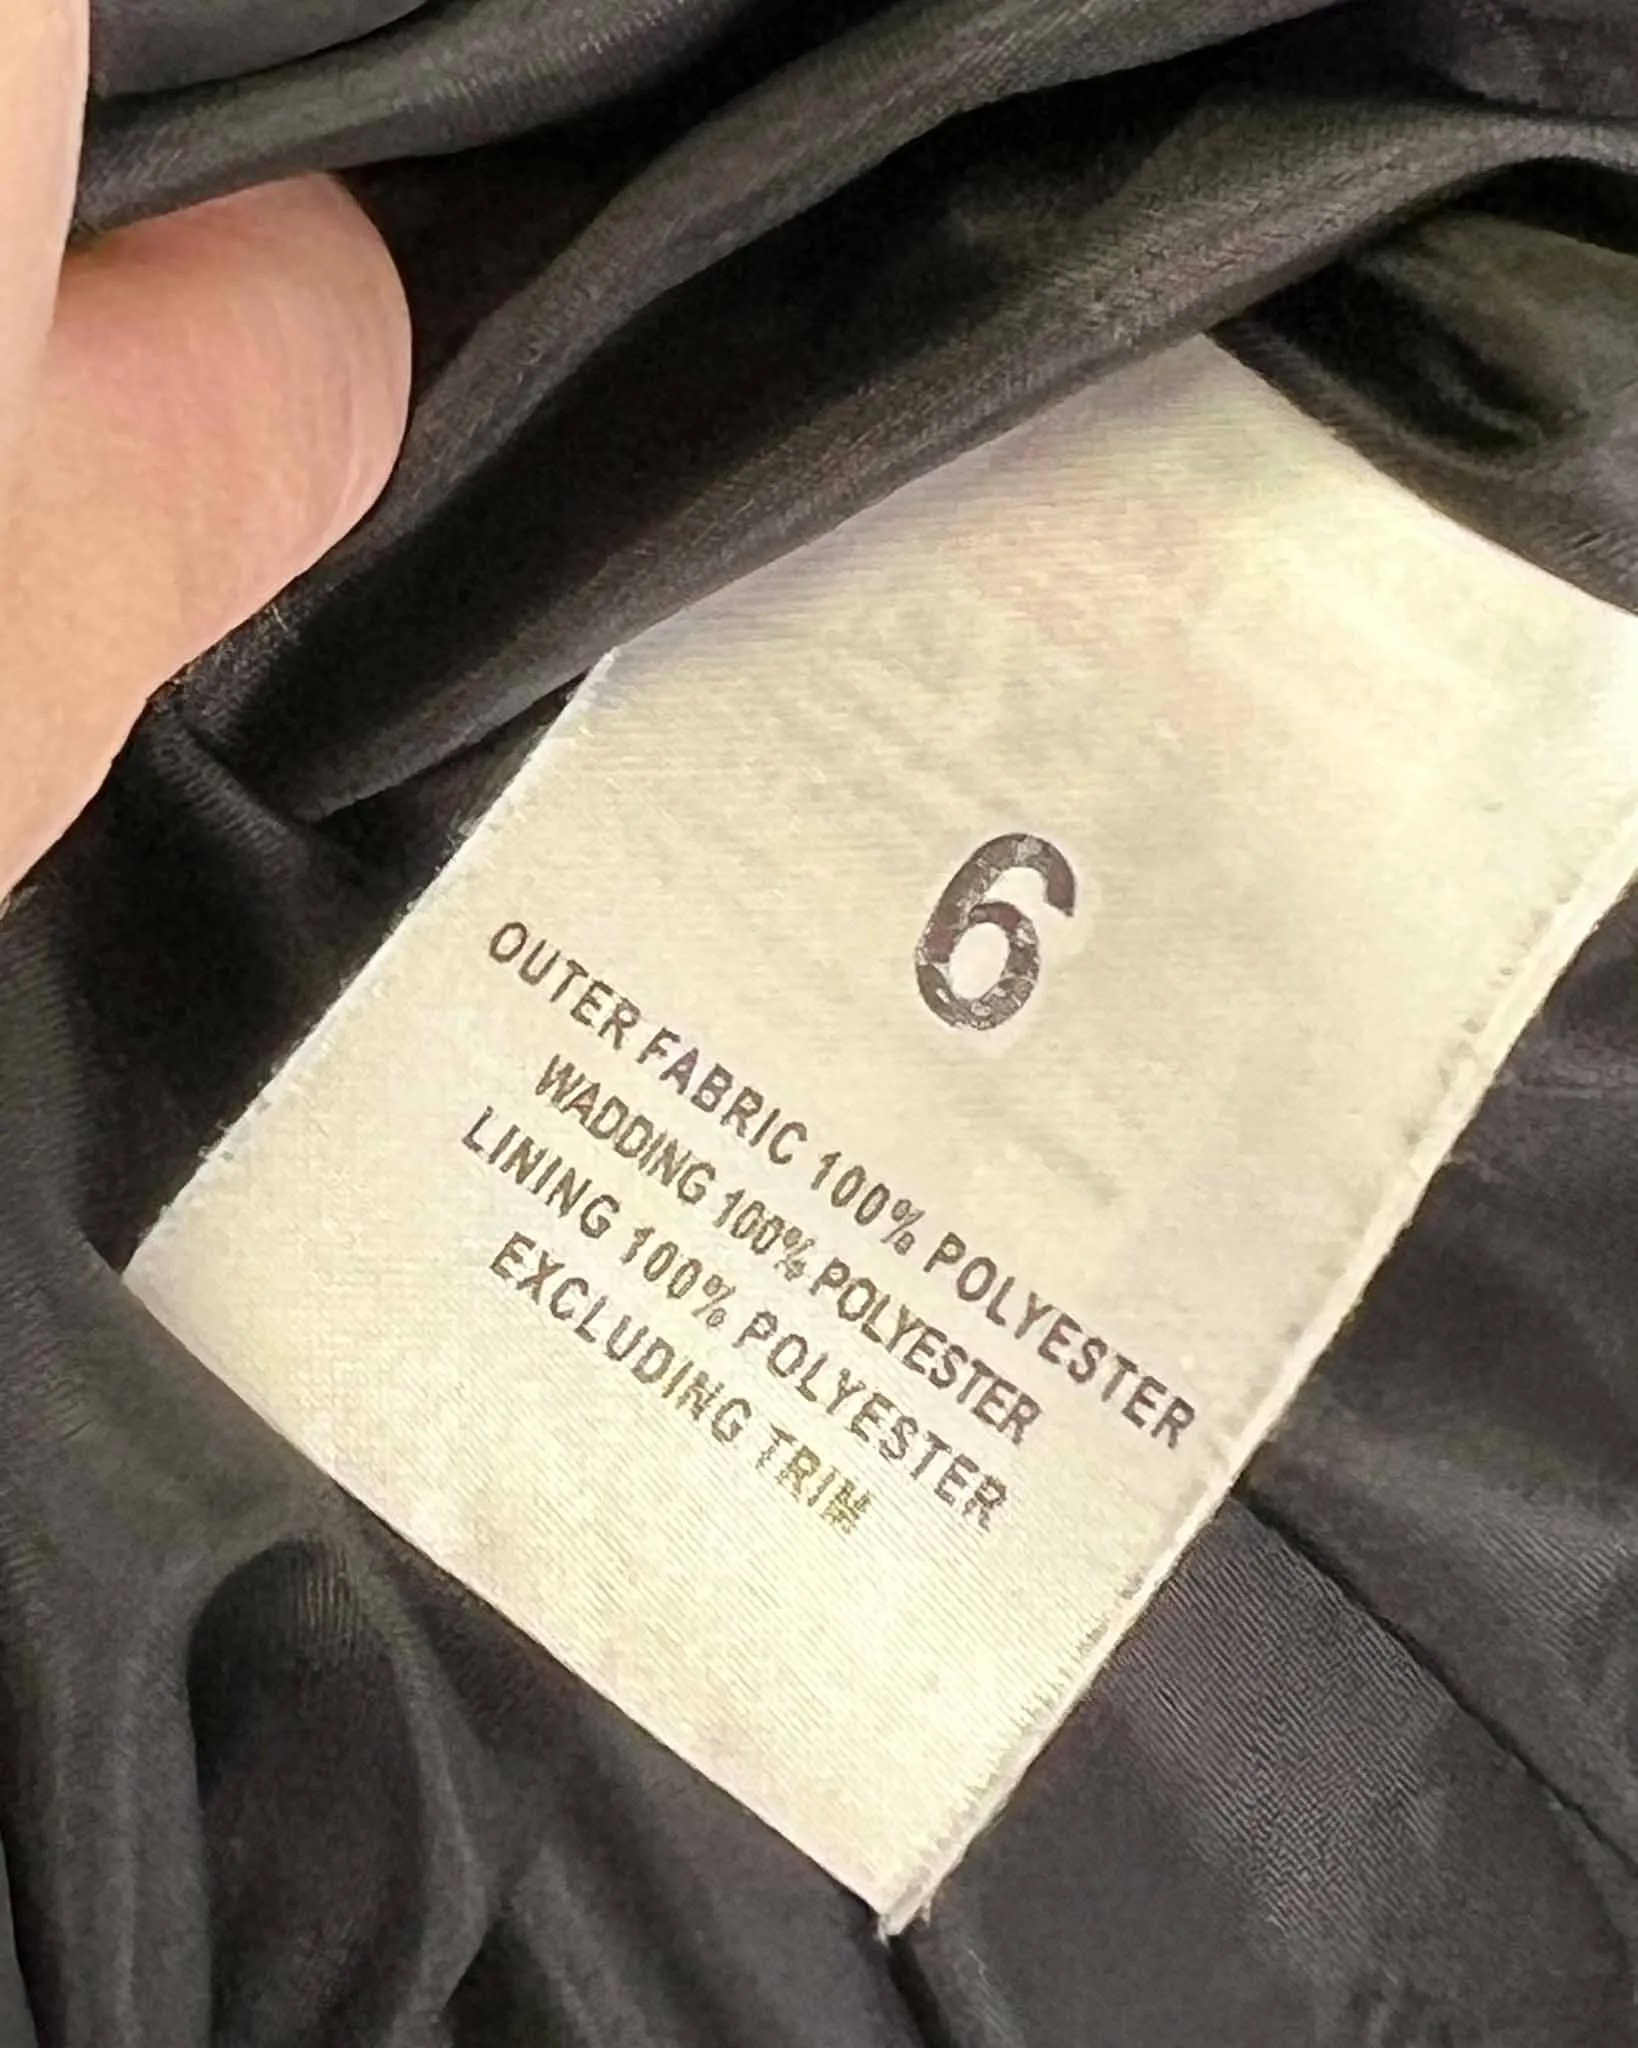 6
OUTER FABRIC 100% POLYESTER
WADDING 100% POLYESTER
LINING 100% POLYESTER
EXCLUDING TRIM